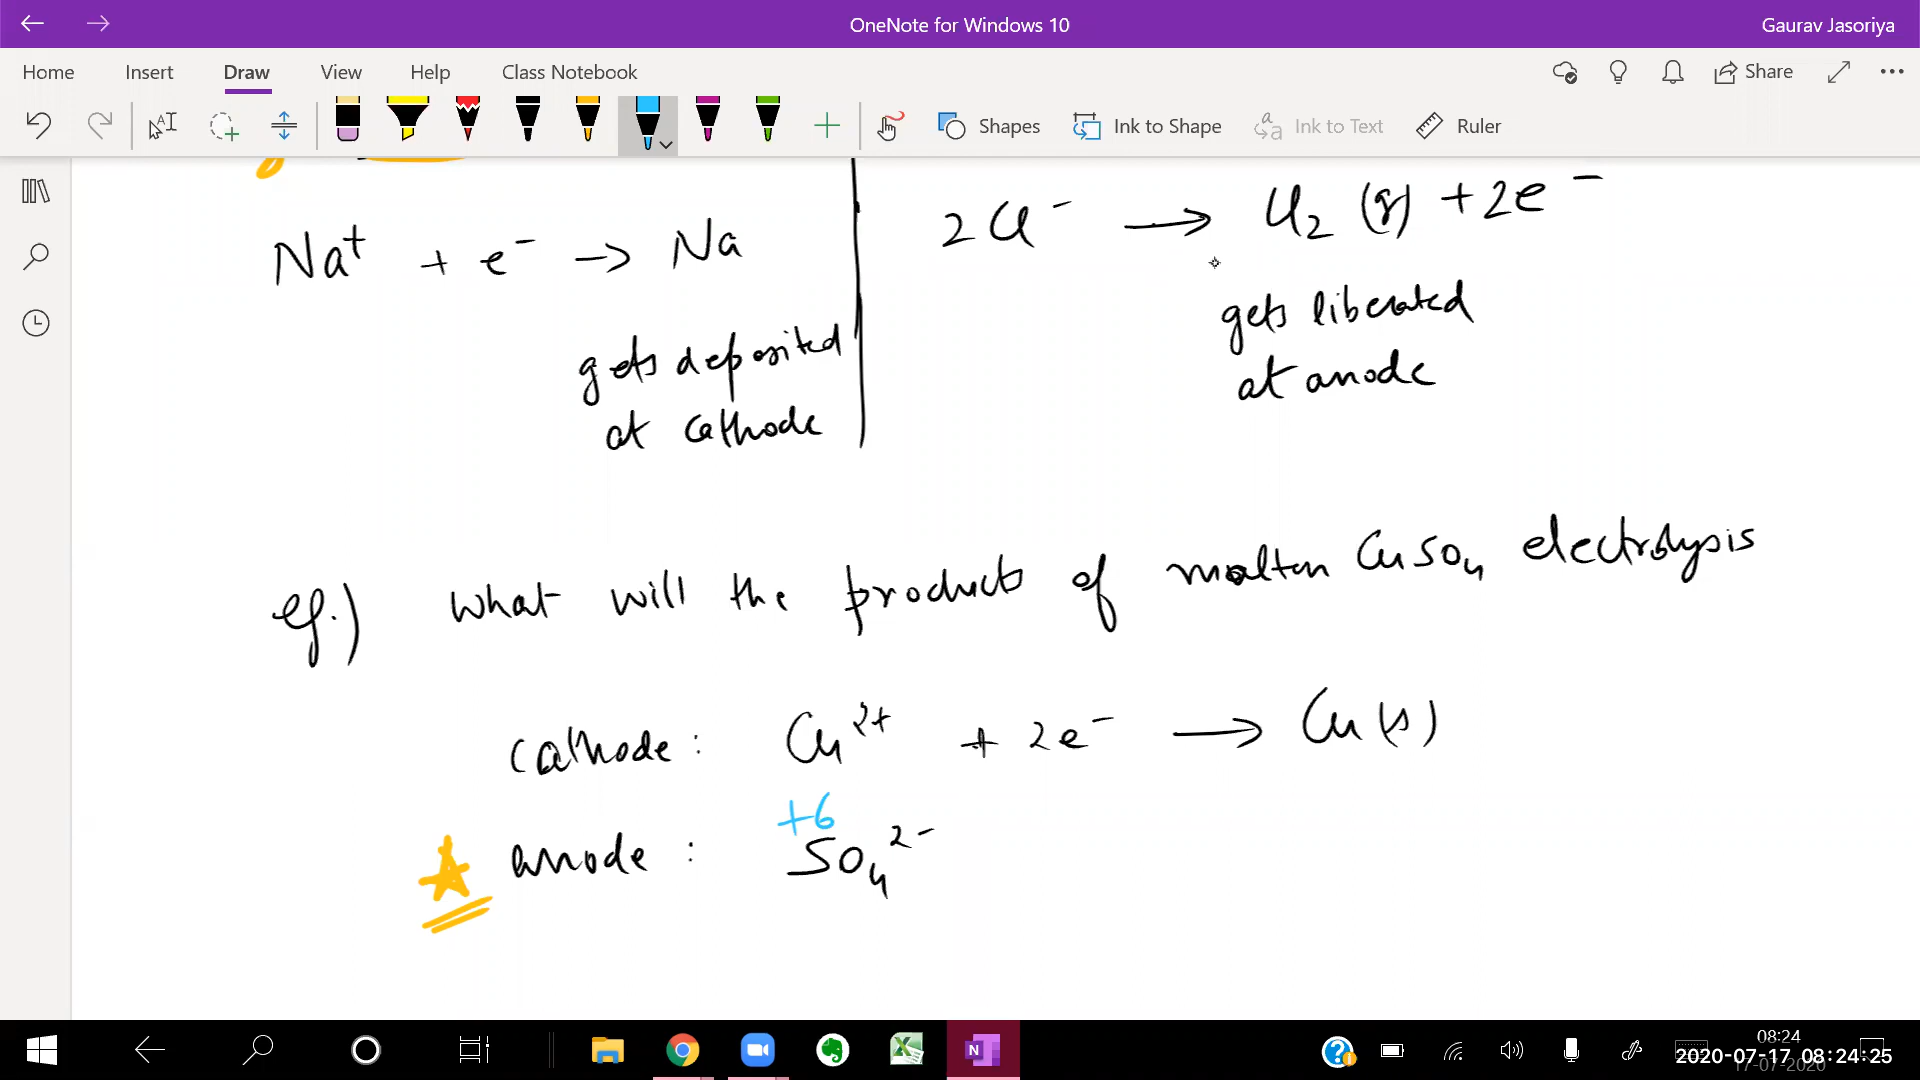 OneNote for Windows 10
Gaurav Jasoriya
Home Insert Draw View Help Class Notebook
Share
Shapes Ink to Shape Ink to Text Ruler
Na⁺ + e⁻ → Na
gets deposited
at cathode
2Cl⁻ → Cl₂ (g) + 2e⁻
gets liberated
at anode
eg.) What will the products of molten CuSO₄ electrolysis
cathode : Cu²⁺ + 2e⁻ → Cu(s)
+6
anode : SO₄²⁻
08:24
2020-07-17 08:24:25
17-07-2020